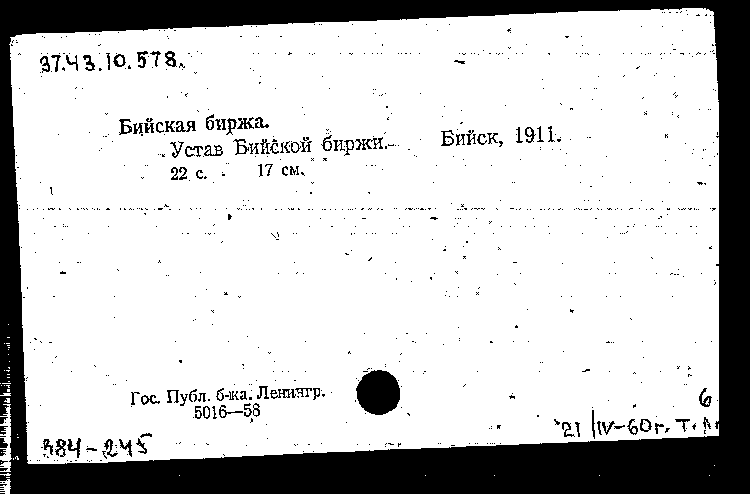 37.43.10.578.
Бийская биржа.
Устав Бийской биржи.— Бийск, 1911.
22 с. 17 см.
Гос. Публ. б-ка. Ленингр.
5016—58
6
21/IV-60г. Т.
384-245